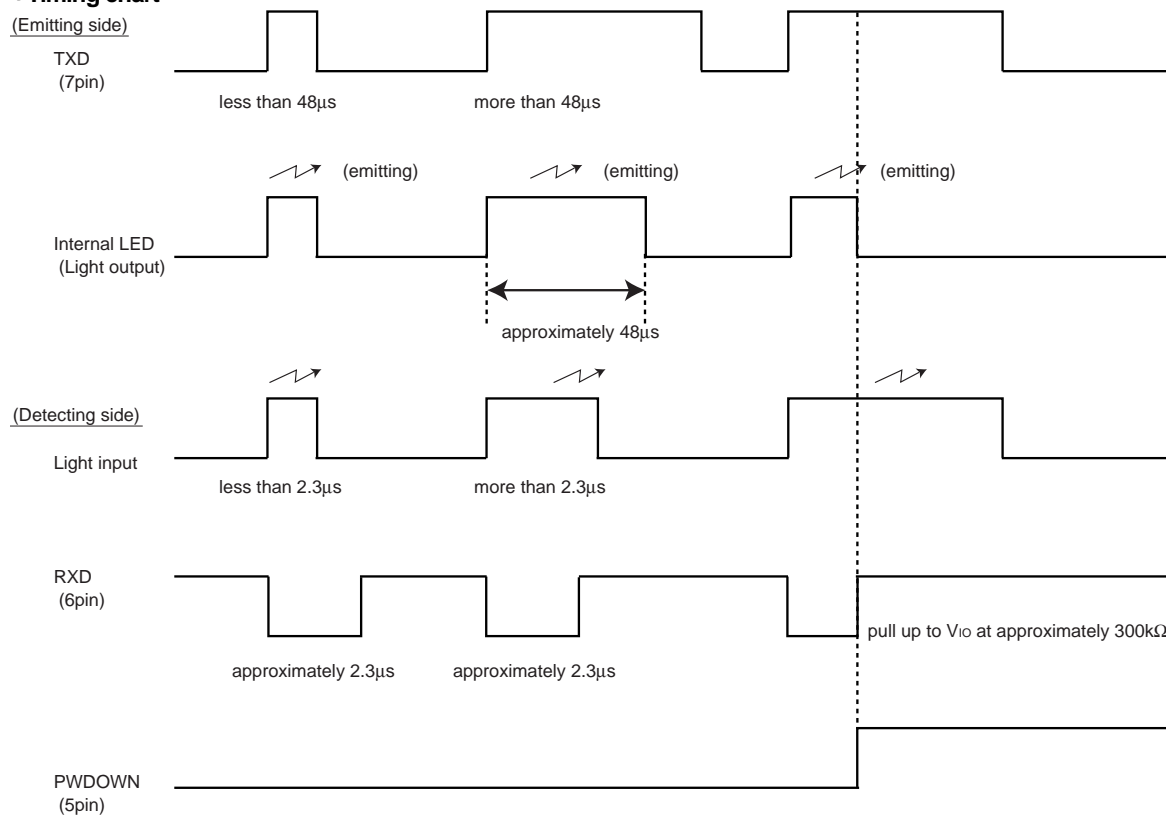 Timing chart
(Emitting side)
TXD
(7pin)
less than 48μs
more than 48μs
(emitting)
(emitting)
(emitting)
Internal LED
(Light output)
approximately 48μs
(Detecting side)
Light input
less than 2.3μs
more than 2.3μs
RXD
(6pin)
pull up to VIO at approximately 300kΩ
approximately 2.3μs
approximately 2.3μs
PWDOWN
(5pin)